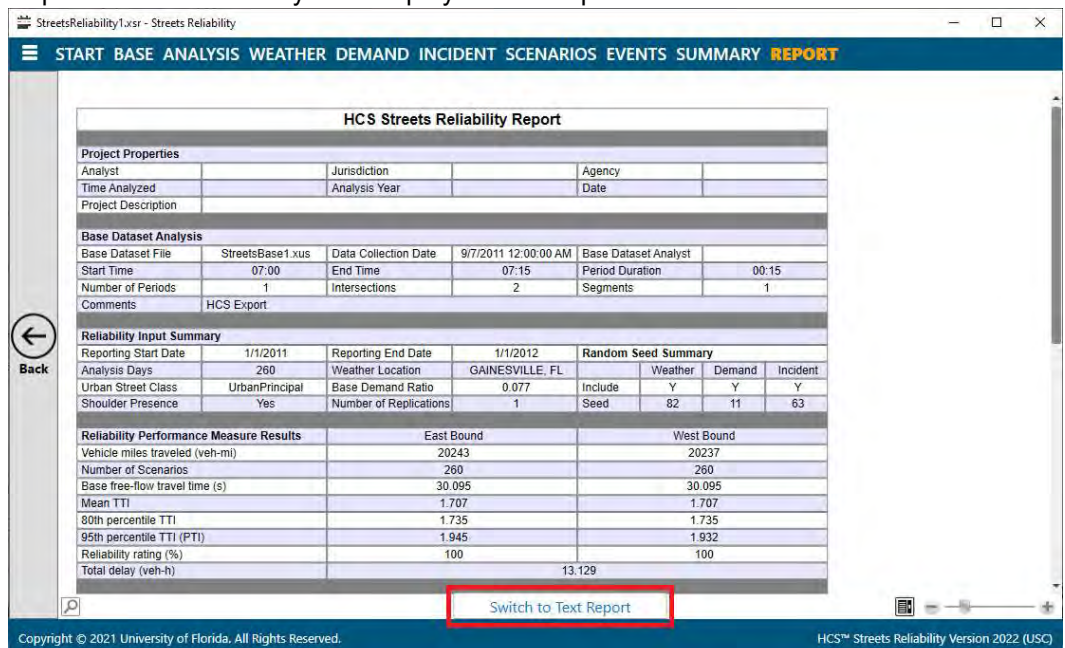 StreetsReliability1.xsr - Streets Reliability
START BASE ANALYSIS WEATHER DEMAND INCIDENT SCENARIOS EVENTS SUMMARY REPORT
HCS Streets Reliability Report
Project Properties
Analyst Jurisdiction Agency
Time Analyzed Analysis Year Date
Project Description
Base Dataset Analysis
Base Dataset File StreetsBase1.xus Data Collection Date 9/7/2011 12:00:00 AM Base Dataset Analyst
Start Time 07:00 End Time 07:15 Period Duration 00:15
Number of Periods 1 Intersections 2 Segments 1
Comments HCS Export
Reliability Input Summary
Reporting Start Date 1/1/2011 Reporting End Date 1/1/2012 Random Seed Summary
Analysis Days 260 Weather Location GAINESVILLE, FL Weather Demand Incident
Urban Street Class UrbanPrincipal Base Demand Ratio 0.077 Include Y Y Y
Shoulder Presence Yes Number of Replications 1 Seed 82 11 63
Reliability Performance Measure Results East Bound West Bound
Vehicle miles traveled (veh-mi) 20243 20237
Number of Scenarios 260 260
Base free-flow travel time (s) 30.095 30.095
Mean TTI 1.707 1.707
80th percentile TTI 1.735 1.735
95th percentile TTI (PTI) 1.945 1.932
Reliability rating (%) 100 100
Total delay (veh-h) 13.129
Back
Switch to Text Report
Copyright © 2021 University of Florida. All Rights Reserved. HCS™ Streets Reliability Version 2022 (USC)